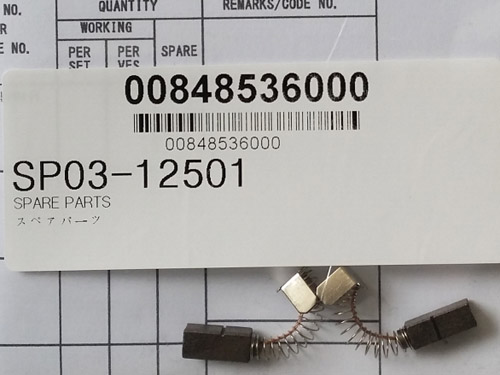 NO.
QUANTITY
REMARKS/CODE NO.
R
E NO.
WORKING
PER SET
PER VES
SPARE
00848536000
00848536000
SP03-12501
SPARE PARTS
スペアパーツ